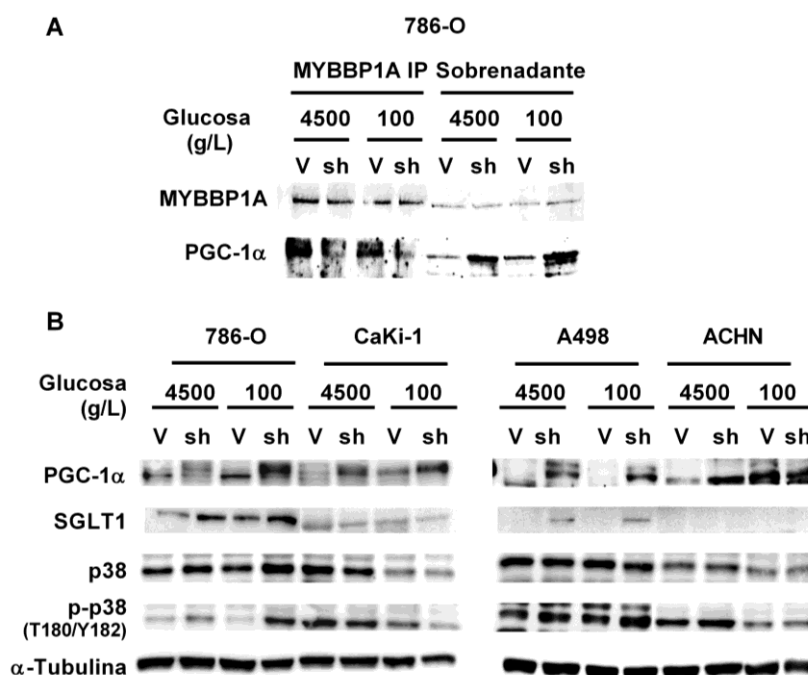 A
786-O
MYBBP1A IP Sobrenadante
Glucosa (g/L) 4500 100 4500 100
V sh V sh V sh V sh
MYBBP1A
PGC-1α
B
786-O CaKi-1 A498 ACHN
Glucosa (g/L) 4500 100 4500 100 4500 100 4500 100
V sh V sh V sh V sh V sh V sh V sh V sh
PGC-1α
SGLT1
p38
p-p38
(T180/Y182)
α-Tubulina